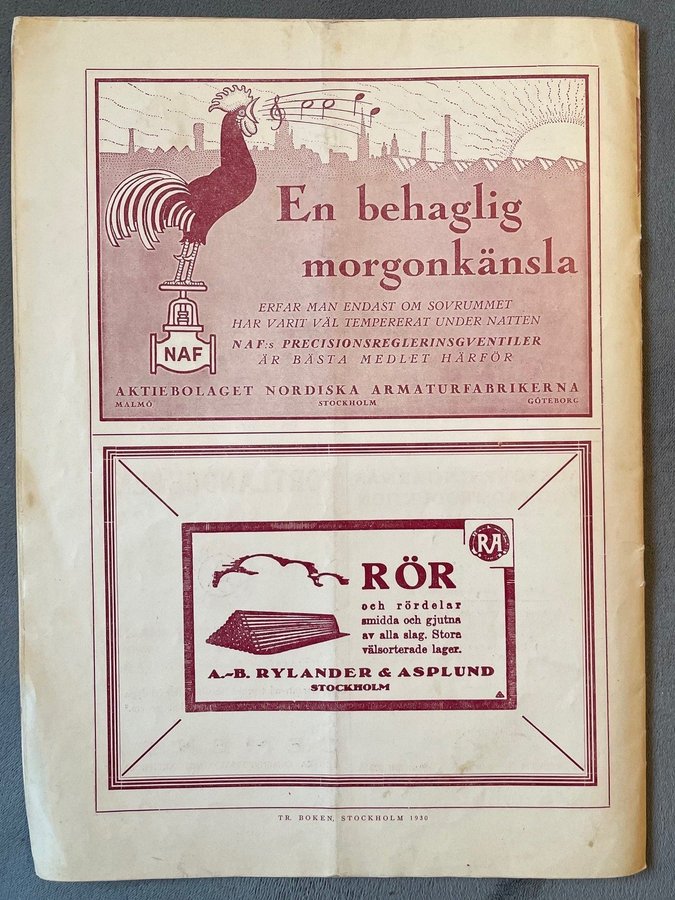 En behaglig
morgonkänsla
ERFAR MAN ENDAST OM SOVRUMMET
HAR VARIT VÄL TEMPERERAT UNDER NATTEN
NAF:s PRECISIONSREGLERINSGVENTILER
ÄR BÄSTA MEDLET HÄRFÖR
NAF
AKTIEBOLAGET NORDISKA ARMATURFABRIKERNA
MALMÖ STOCKHOLM GÖTEBORG
RA
RÖR
och rördelar
smidda och gjutna
av alla slag. Stora
välsorterade lager.
A.-B. RYLANDER & ASPLUND
STOCKHOLM
TR. BOKEN, STOCKHOLM 1930